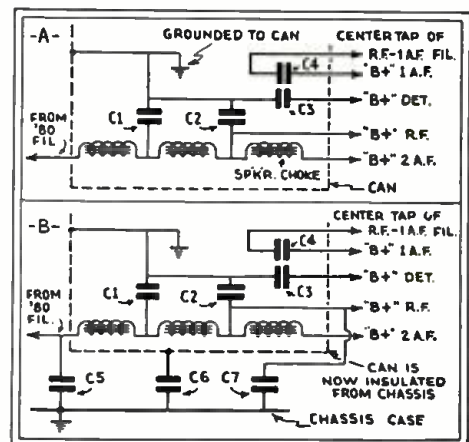 -A-
GROUNDED TO CAN
CENTER TAP OF
R.F.-1 A.F. FIL.
C4
"B+" 1 A.F.
C1
C2
C3
"B+" DET.
FROM
'80
FIL.)
"B+" R.F.
"B+" 2 A.F.
SPKR. CHOKE
CAN
-B-
CENTER TAP OF
R.F.-1 A.F. FIL.
C4
"B+" 1 A.F.
C1
C2
C3
"B+" DET.
FROM
'80
FIL.)
"B+" R.F.
"B+" 2 A.F.
C5
C6
C7
CAN IS
NOW INSULATED
FROM CHASSIS
CHASSIS CASE